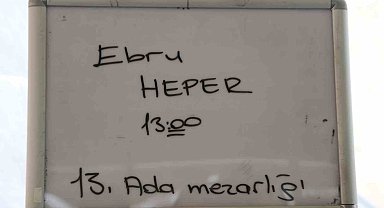 Ebru
HEPER
13:00
13. Ada mezarlığı